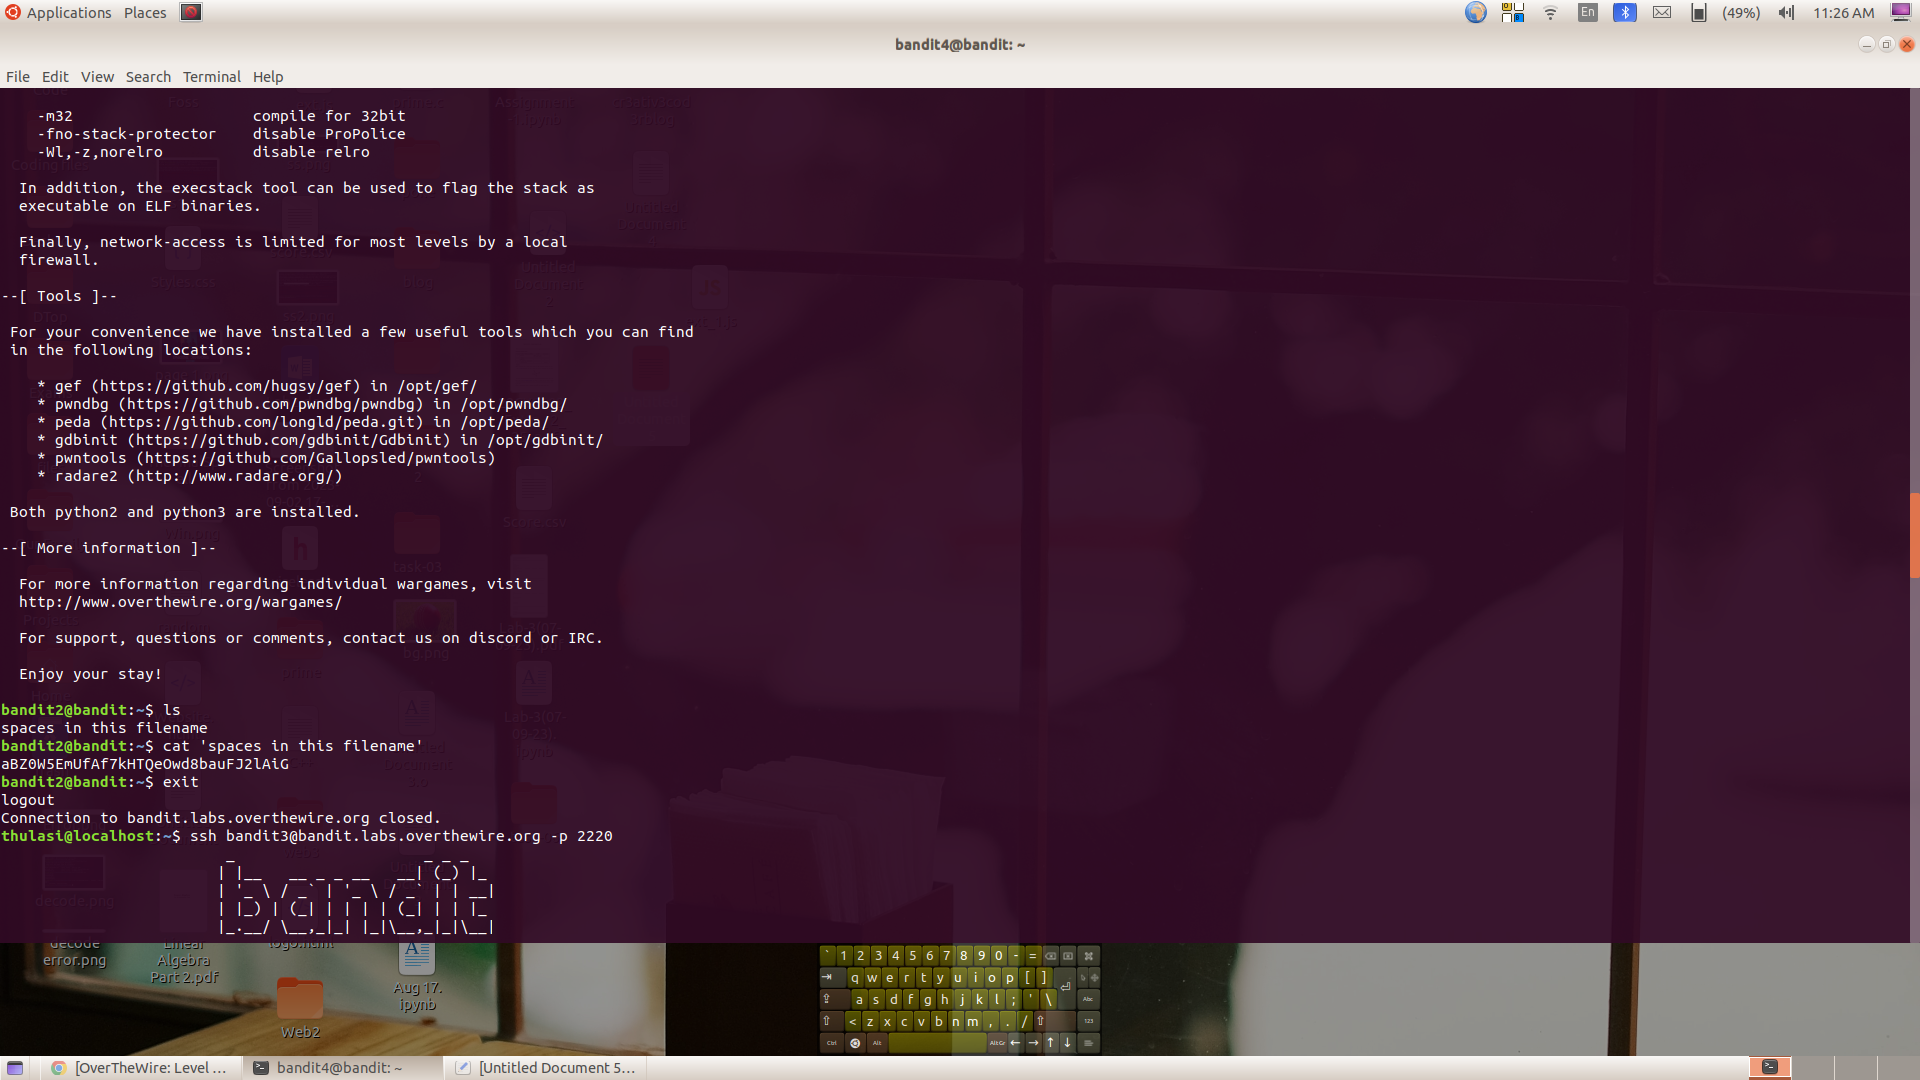 Applications Places
En (49%) 11:26 AM
bandit4@bandit: ~
File Edit View Search Terminal Help
-m32 compile for 32bit
-fno-stack-protector disable ProPolice
-Wl,-z,norelro disable relro
In addition, the execstack tool can be used to flag the stack as
executable on ELF binaries.
Finally, network-access is limited for most levels by a local
firewall.
--[ Tools ]--
For your convenience we have installed a few useful tools which you can find
in the following locations:
* gef (https://github.com/hugsy/gef) in /opt/gef/
* pwndbg (https://github.com/pwndbg/pwndbg) in /opt/pwndbg/
* peda (https://github.com/longld/peda.git) in /opt/peda/
* gdbinit (https://github.com/gdbinit/Gdbinit) in /opt/gdbinit/
* pwntools (https://github.com/Gallopsled/pwntools)
* radare2 (http://www.radare.org/)
Both python2 and python3 are installed.
--[ More information ]--
For more information regarding individual wargames, visit
http://www.overthewire.org/wargames/
For support, questions or comments, contact us on discord or IRC.
Enjoy your stay!
bandit2@bandit:~$ ls
spaces in this filename
bandit2@bandit:~$ cat 'spaces in this filename'
aBZ0W5EmUfAf7kHTQeOwd8bauFJ2lAiG
bandit2@bandit:~$ exit
logout
Connection to bandit.labs.overthewire.org closed.
thulasi@localhost:~$ ssh bandit3@bandit.labs.overthewire.org -p 2220
bandit
decode
error.png
Linear
Algebra
Part 2.pdf
Aug 17.
ipynb
Web2
` 1 2 3 4 5 6 7 8 9 0 - =
q w e r t y u i o p [ ]
a s d f g h j k l ; ' \ Abc
< z x c v b n m , . / 123
Ctrl Alt AltGr
[OverTheWire: Level ...
bandit4@bandit: ~
[Untitled Document 5...